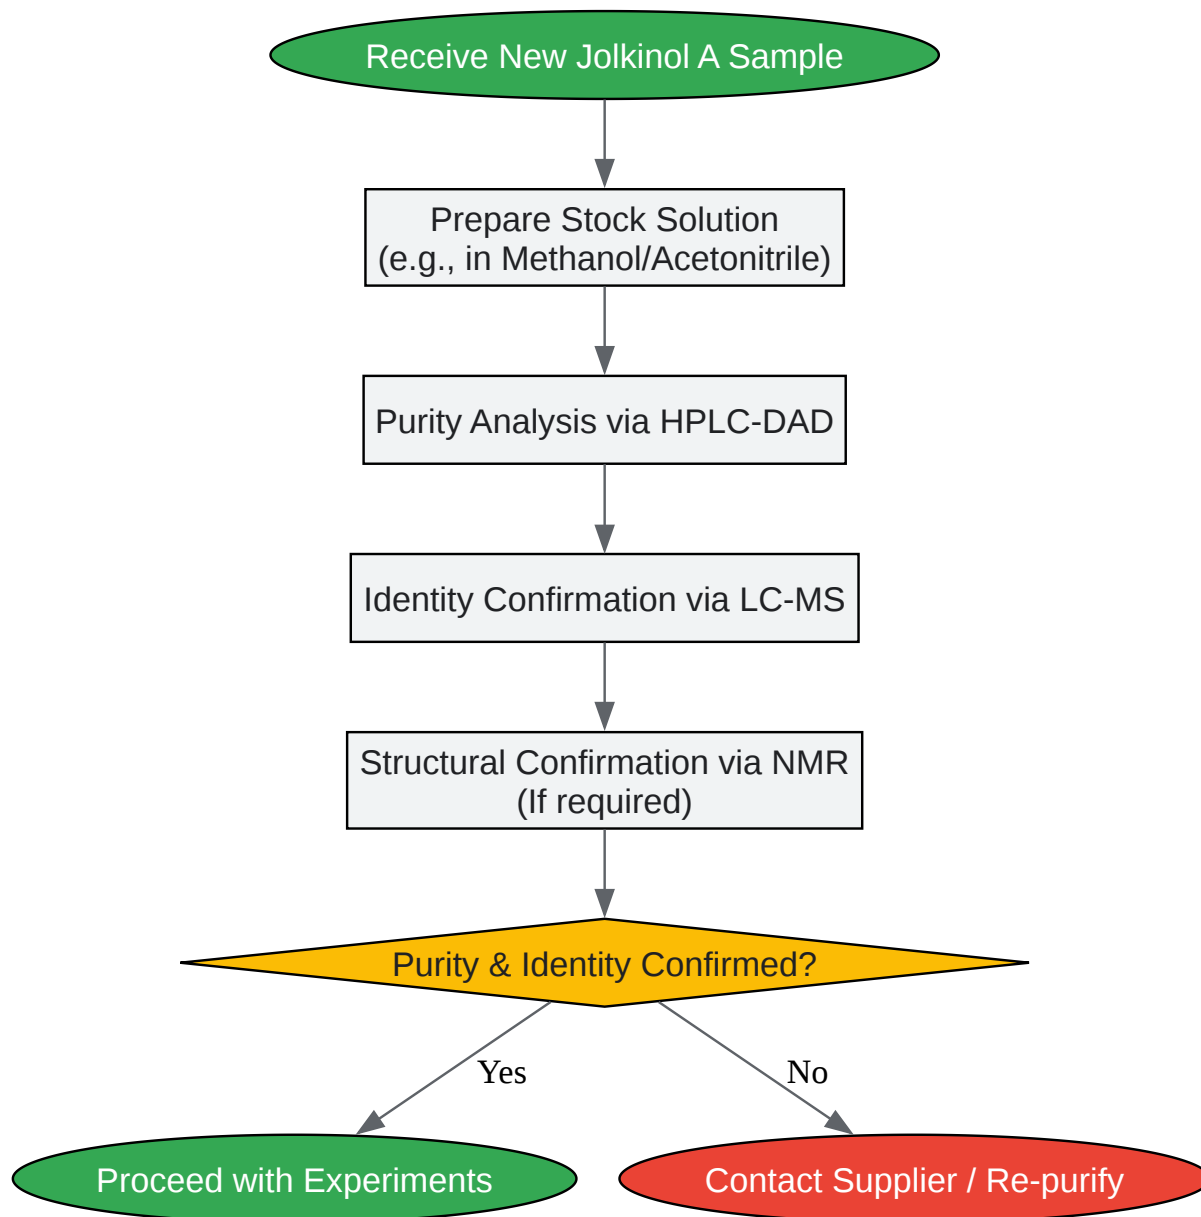 Receive New Jolkinol A Sample
Prepare Stock Solution
(e.g., in Methanol/Acetonitrile)
Purity Analysis via HPLC-DAD
Identity Confirmation via LC-MS
Structural Confirmation via NMR
(If required)
Purity & Identity Confirmed?
Yes
No
Proceed with Experiments
Contact Supplier / Re-purify